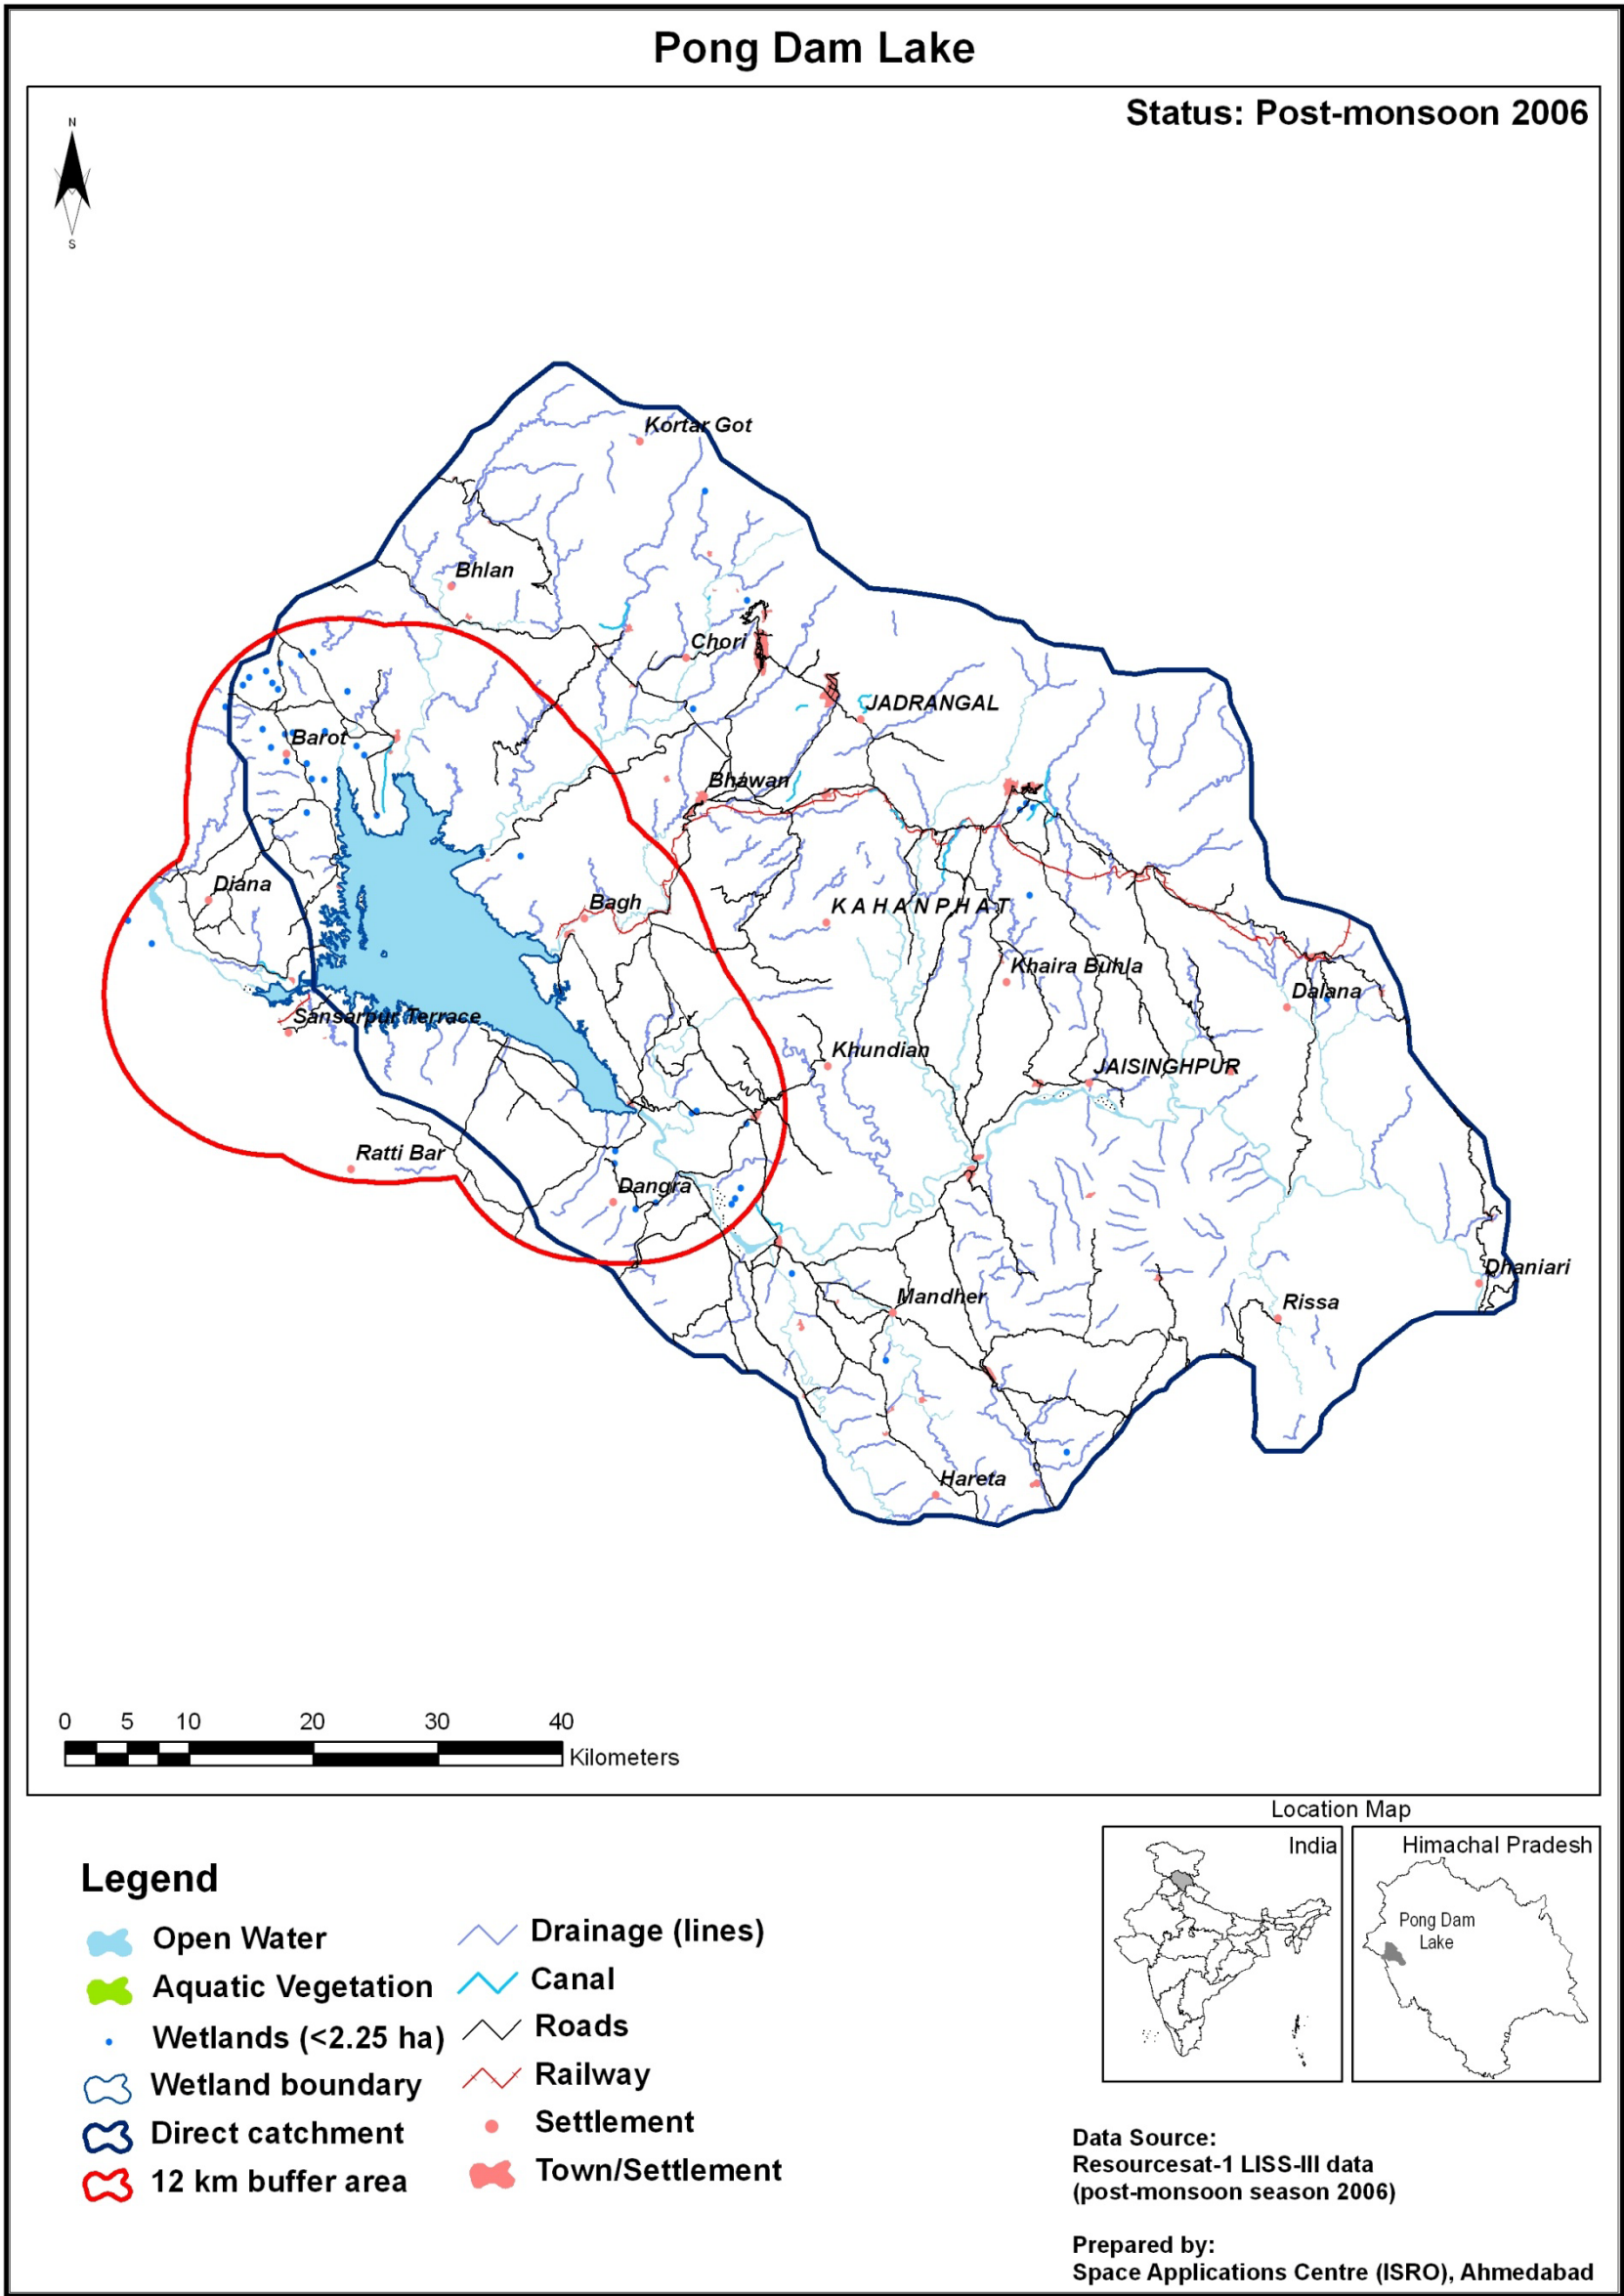 Pong Dam Lake
Status: Post-monsoon 2006
N
S
Kortar Got
Bhlan
Chori
JADRANGAL
Barot
Bhawan
Diana
Bagh
KAHANPHAT
Khaira Buhla
Dalana
Sansarpur Terrace
Khundian
JAISINGHPUR
Ratti Bar
Dangra
Dhaniari
Mandher
Rissa
Hareta
0 5 10 20 30 40
Kilometers
Location Map
India
Himachal Pradesh
Pong Dam
Lake
Legend
Open Water
Aquatic Vegetation
Wetlands (<2.25 ha)
Wetland boundary
Direct catchment
12 km buffer area
Drainage (lines)
Canal
Roads
Railway
Settlement
Town/Settlement
Data Source:
Resourcesat-1 LISS-III data
(post-monsoon season 2006)
Prepared by:
Space Applications Centre (ISRO), Ahmedabad